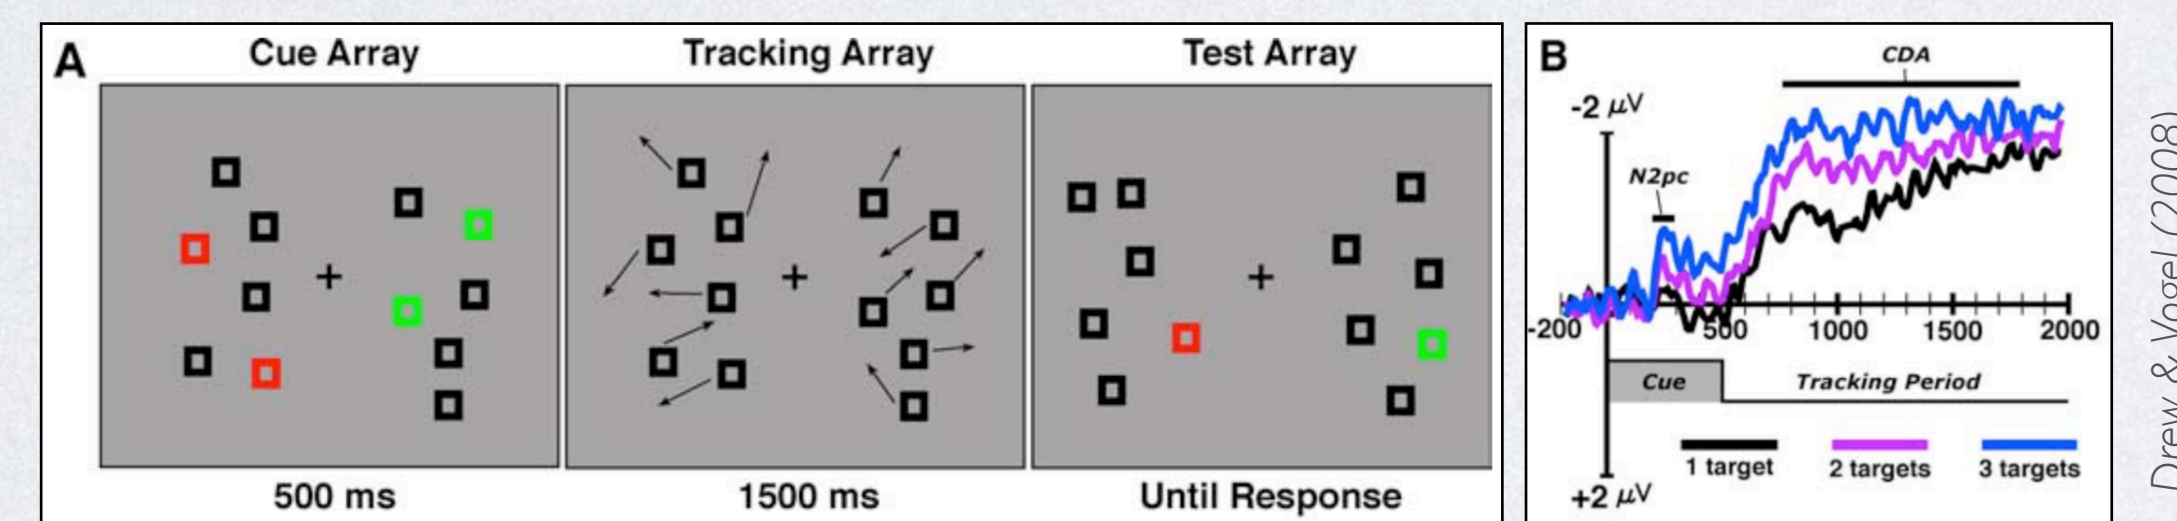 A
Cue Array
Tracking Array
Test Array
+
+
+
500 ms
1500 ms
Until Response
B
CDA
-2 µV
N2pc
-200
500
1000
1500
2000
Cue
Tracking Period
1 target
2 targets
3 targets
+2 µV
Drew & Vogel (2008)